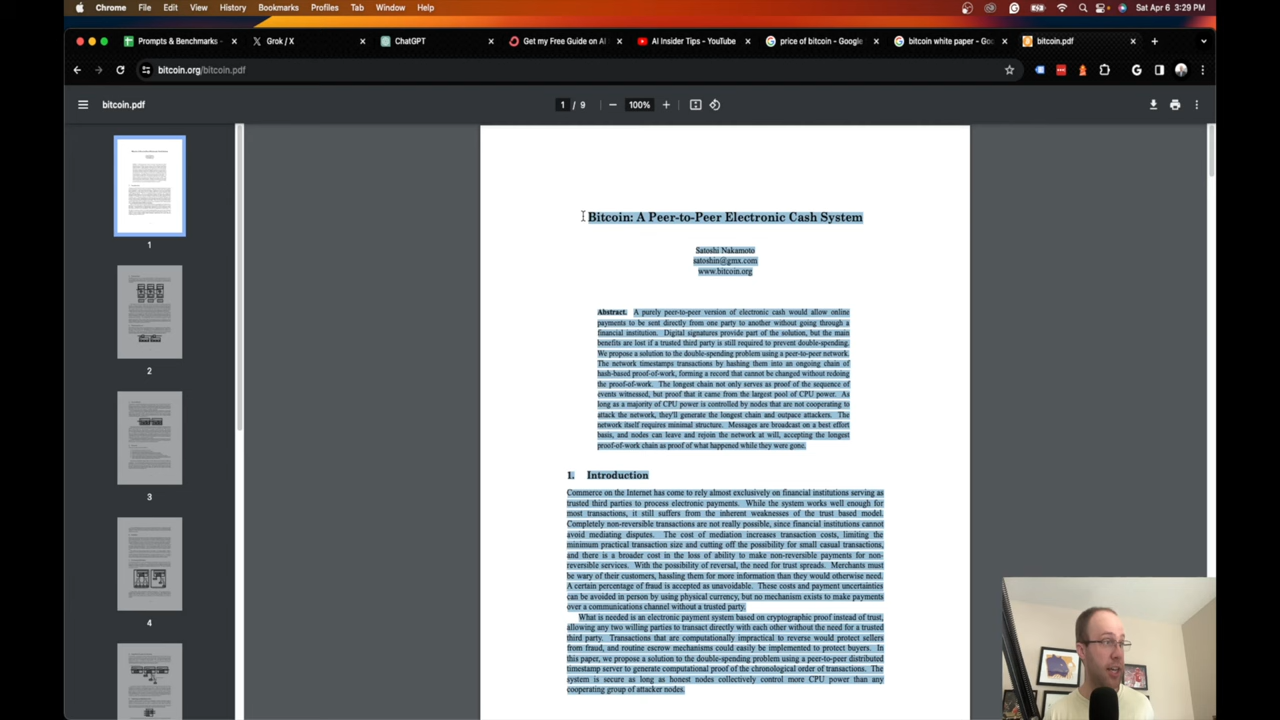 Chrome File Edit View History Bookmarks Profiles Tab Window Help Sat Apr 6 3:29 PM
Prompts & Benchmarks - Grok / X ChatGPT Get my Free Guide on AI AI Insider Tips - YouTube price of bitcoin - Google bitcoin white paper - Goo bitcoin.pdf
bitcoin.org/bitcoin.pdf
bitcoin.pdf 1 / 9 100%
1
2
3
4
Bitcoin: A Peer-to-Peer Electronic Cash System
Satoshi Nakamoto
satoshin@gmx.com
www.bitcoin.org
Abstract. A purely peer-to-peer version of electronic cash would allow online
payments to be sent directly from one party to another without going through a
financial institution. Digital signatures provide part of the solution, but the main
benefits are lost if a trusted third party is still required to prevent double-spending.
We propose a solution to the double-spending problem using a peer-to-peer network.
The network timestamps transactions by hashing them into an ongoing chain of
hash-based proof-of-work, forming a record that cannot be changed without redoing
the proof-of-work. The longest chain not only serves as proof of the sequence of
events witnessed, but proof that it came from the largest pool of CPU power. As
long as a majority of CPU power is controlled by nodes that are not cooperating to
attack the network, they'll generate the longest chain and outpace attackers. The
network itself requires minimal structure. Messages are broadcast on a best effort
basis, and nodes can leave and rejoin the network at will, accepting the longest
proof-of-work chain as proof of what happened while they were gone.
1. Introduction
Commerce on the Internet has come to rely almost exclusively on financial institutions serving as
trusted third parties to process electronic payments. While the system works well enough for
most transactions, it still suffers from the inherent weaknesses of the trust based model.
Completely non-reversible transactions are not really possible, since financial institutions cannot
avoid mediating disputes. The cost of mediation increases transaction costs, limiting the
minimum practical transaction size and cutting off the possibility for small casual transactions,
and there is a broader cost in the loss of ability to make non-reversible payments for non-
reversible services. With the possibility of reversal, the need for trust spreads. Merchants must
be wary of their customers, hassling them for more information than they would otherwise need.
A certain percentage of fraud is accepted as unavoidable. These costs and payment uncertainties
can be avoided in person by using physical currency, but no mechanism exists to make payments
over a communications channel without a trusted party.
What is needed is an electronic payment system based on cryptographic proof instead of trust,
allowing any two willing parties to transact directly with each other without the need for a trusted
third party. Transactions that are computationally impractical to reverse would protect sellers
from fraud, and routine escrow mechanisms could easily be implemented to protect buyers. In
this paper, we propose a solution to the double-spending problem using a peer-to-peer distributed
timestamp server to generate computational proof of the chronological order of transactions. The
system is secure as long as honest nodes collectively control more CPU power than any
cooperating group of attacker nodes.